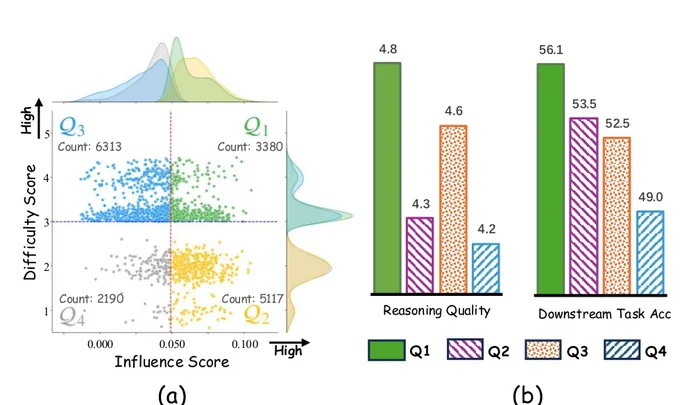 High
Difficulty Score
5
4
3
2
1
Q3
Count: 6313
Q1
Count: 3380
Count: 2190
Q4
Count: 5117
Q2
0.000
0.050
0.100
High
Influence Score
(a)
4.8
4.3
4.6
4.2
Reasoning Quality
56.1
53.5
52.5
49.0
Downstream Task Acc
Q1
Q2
Q3
Q4
(b)